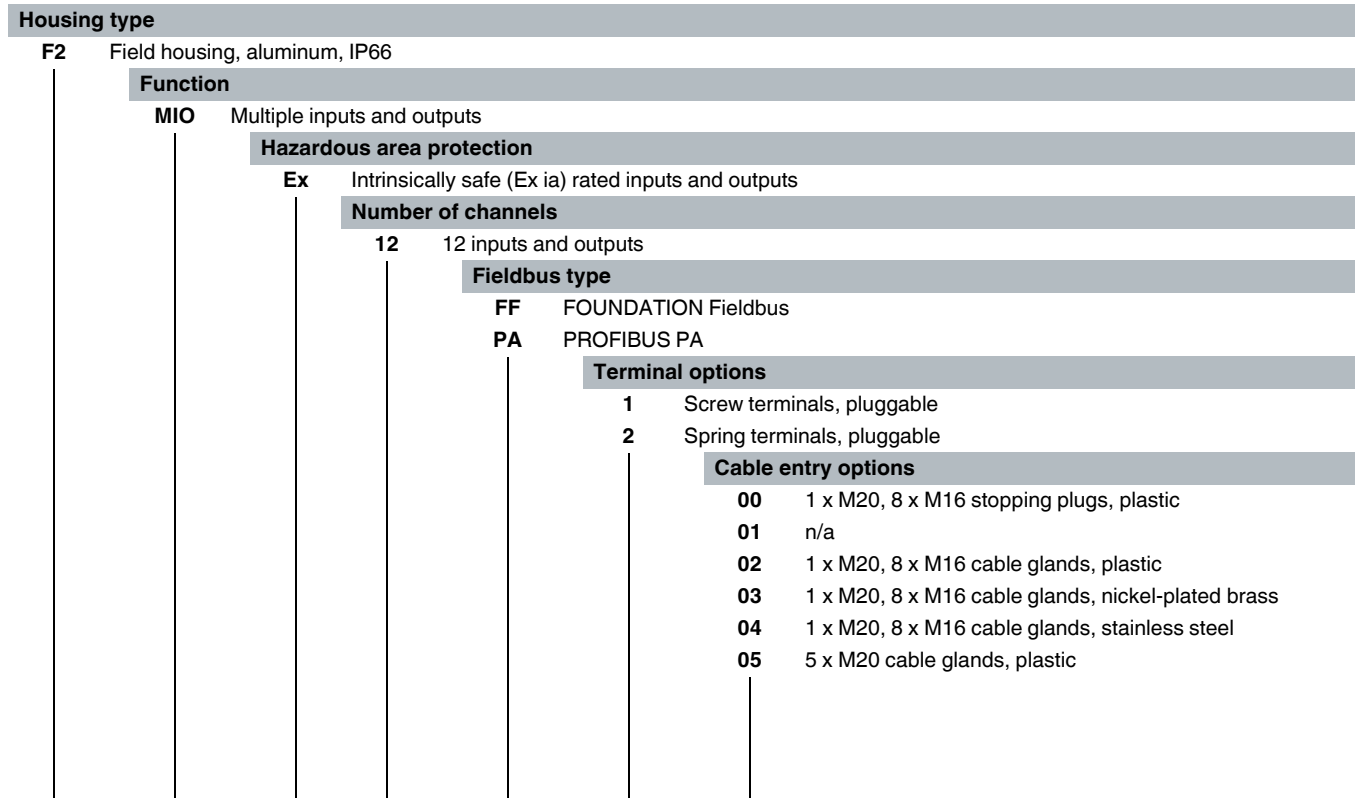 Housing type
F2 Field housing, aluminum, IP66
Function
MIO Multiple inputs and outputs
Hazardous area protection
Ex Intrinsically safe (Ex ia) rated inputs and outputs
Number of channels
12 12 inputs and outputs
Fieldbus type
FF FOUNDATION Fieldbus
PA PROFIBUS PA
Terminal options
1 Screw terminals, pluggable
2 Spring terminals, pluggable
Cable entry options
00 1 x M20, 8 x M16 stopping plugs, plastic
01 n/a
02 1 x M20, 8 x M16 cable glands, plastic
03 1 x M20, 8 x M16 cable glands, nickel-plated brass
04 1 x M20, 8 x M16 cable glands, stainless steel
05 5 x M20 cable glands, plastic